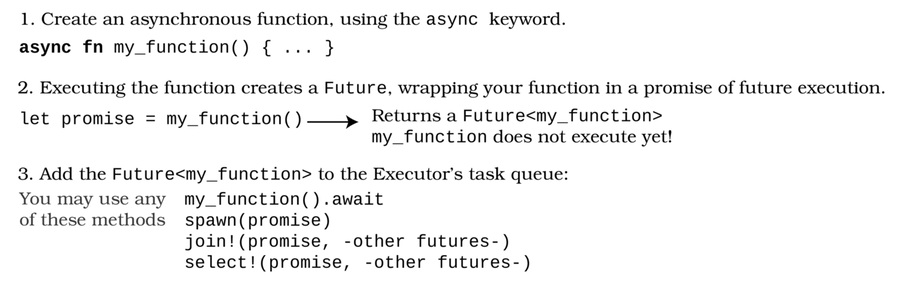 1. Create an asynchronous function, using the async keyword.
async fn my_function() { ... }
2. Executing the function creates a Future, wrapping your function in a promise of future execution.
let promise = my_function() Returns a Future<my_function>
my_function does not execute yet!
3. Add the Future<my_function> to the Executor's task queue:
You may use any my_function().await
of these methods spawn(promise)
join!(promise, -other futures-)
select!(promise, -other futures-)